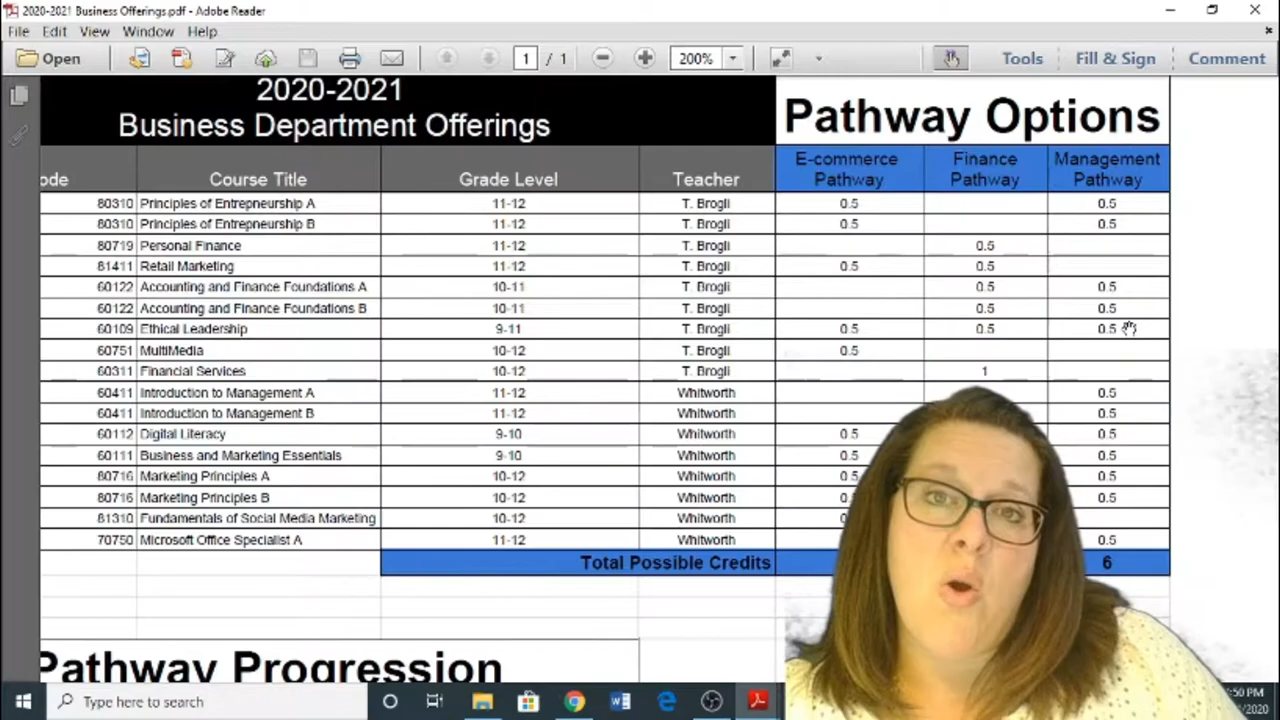 2020-2021 Business Offerings.pdf - Adobe Reader
File Edit View Window Help
Open 1 / 1 200% Tools Fill & Sign Comment
2020-2021
Business Department Offerings
Pathway Options
ode Course Title Grade Level Teacher E-commerce Pathway Finance Pathway Management Pathway
80310 Principles of Entrepneurship A 11-12 T. Brogli 0.5 0.5
80310 Principles of Entrepneurship B 11-12 T. Brogli 0.5 0.5
80719 Personal Finance 11-12 T. Brogli 0.5
81411 Retail Marketing 11-12 T. Brogli 0.5 0.5
60122 Accounting and Finance Foundations A 10-11 T. Brogli 0.5 0.5
60122 Accounting and Finance Foundations B 10-11 T. Brogli 0.5 0.5
60109 Ethical Leadership 9-11 T. Brogli 0.5 0.5 0.5
60751 MultiMedia 10-12 T. Brogli 0.5
60311 Financial Services 10-12 T. Brogli 1
60411 Introduction to Management A 11-12 Whitworth 0.5
60411 Introduction to Management B 11-12 Whitworth 0.5
60112 Digital Literacy 9-10 Whitworth 0.5 0.5
60111 Business and Marketing Essentials 9-10 Whitworth 0.5 0.5
80716 Marketing Principles A 10-12 Whitworth 0.5 0.5
80716 Marketing Principles B 10-12 Whitworth 0.5
81310 Fundamentals of Social Media Marketing 10-12 Whitworth
70750 Microsoft Office Specialist A 11-12 Whitworth 0.5
Total Possible Credits 6
Pathway Progression
Type here to search
:50 PM
/2020